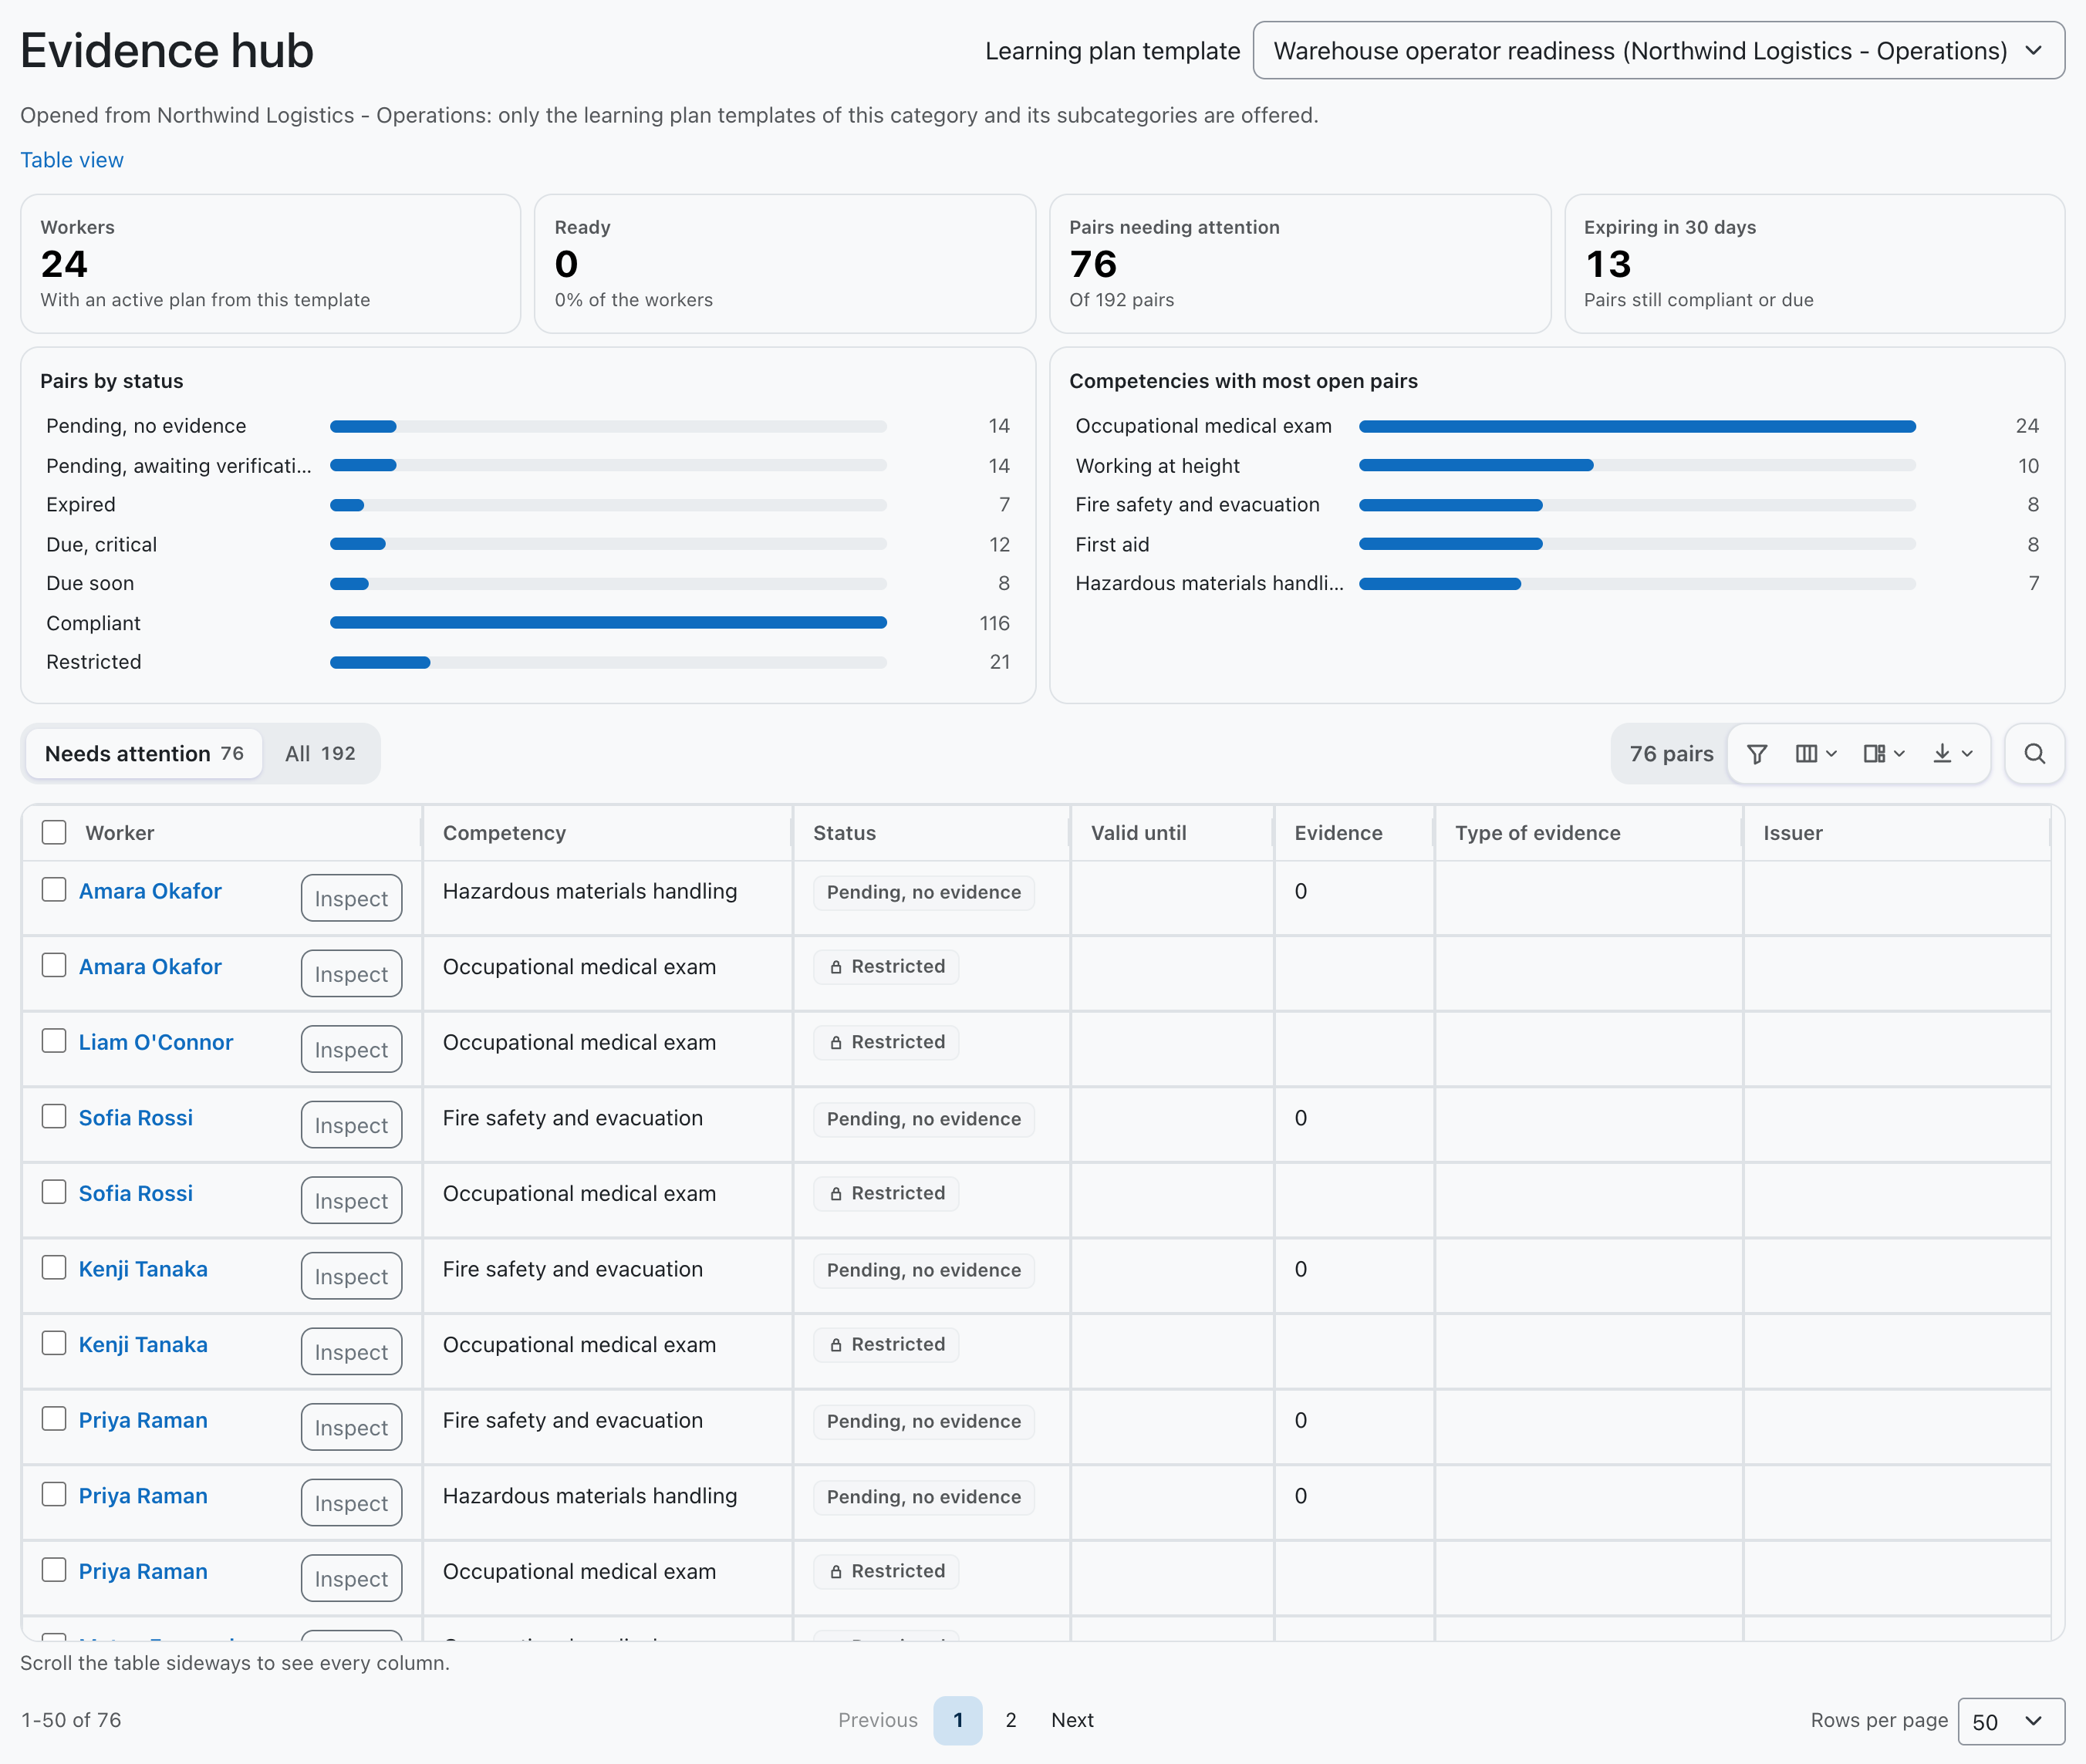 Evidence hub
Learning plan template
Warehouse operator readiness (Northwind Logistics - Operations)
Opened from Northwind Logistics - Operations: only the learning plan templates of this category and its subcategories are offered.
Table view
Workers
24
With an active plan from this template
Ready
0
0% of the workers
Pairs needing attention
76
Of 192 pairs
Expiring in 30 days
13
Pairs still compliant or due
Pairs by status
Pending, no evidence 14
Pending, awaiting verificati... 14
Expired 7
Due, critical 12
Due soon 8
Compliant 116
Restricted 21
Competencies with most open pairs
Occupational medical exam 24
Working at height 10
Fire safety and evacuation 8
First aid 8
Hazardous materials handli... 7
Needs attention 76 All 192
76 pairs
Worker Competency Status Valid until Evidence Type of evidence Issuer
Amara Okafor Inspect Hazardous materials handling Pending, no evidence 0
Amara Okafor Inspect Occupational medical exam Restricted
Liam O'Connor Inspect Occupational medical exam Restricted
Sofia Rossi Inspect Fire safety and evacuation Pending, no evidence 0
Sofia Rossi Inspect Occupational medical exam Restricted
Kenji Tanaka Inspect Fire safety and evacuation Pending, no evidence 0
Kenji Tanaka Inspect Occupational medical exam Restricted
Priya Raman Inspect Fire safety and evacuation Pending, no evidence 0
Priya Raman Inspect Hazardous materials handling Pending, no evidence 0
Priya Raman Inspect Occupational medical exam Restricted
Scroll the table sideways to see every column.
1-50 of 76
Previous 1 2 Next
Rows per page 50